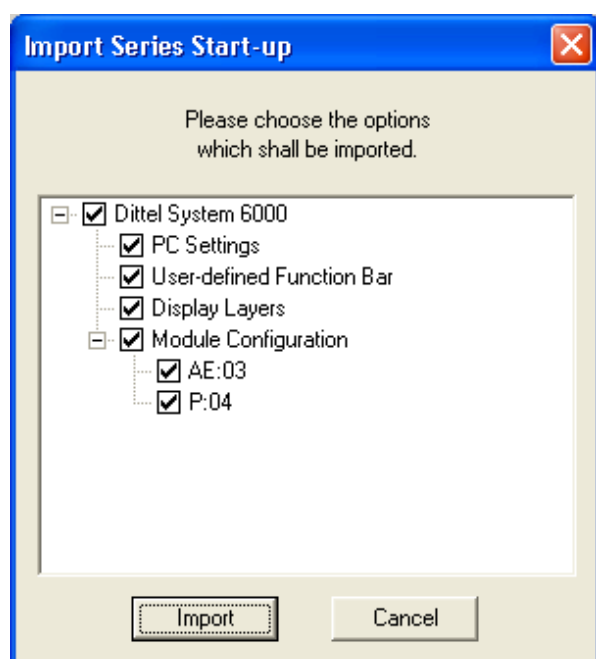 Import Series Start-up
Please choose the options
which shall be imported.
Dittel System 6000
PC Settings
User-defined Function Bar
Display Layers
Module Configuration
AE:03
P:04
Import Cancel